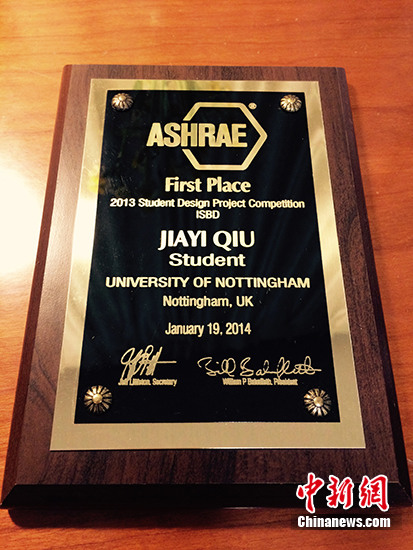 ASHRAE®
First Place
2013 Student Design Project Competition
ISBD
JIAYI QIU
Student
UNIVERSITY OF NOTTINGHAM
Nottingham, UK
January 19, 2014
Secretary
William P Bahnfleth, President
中新网
Chinanews.com